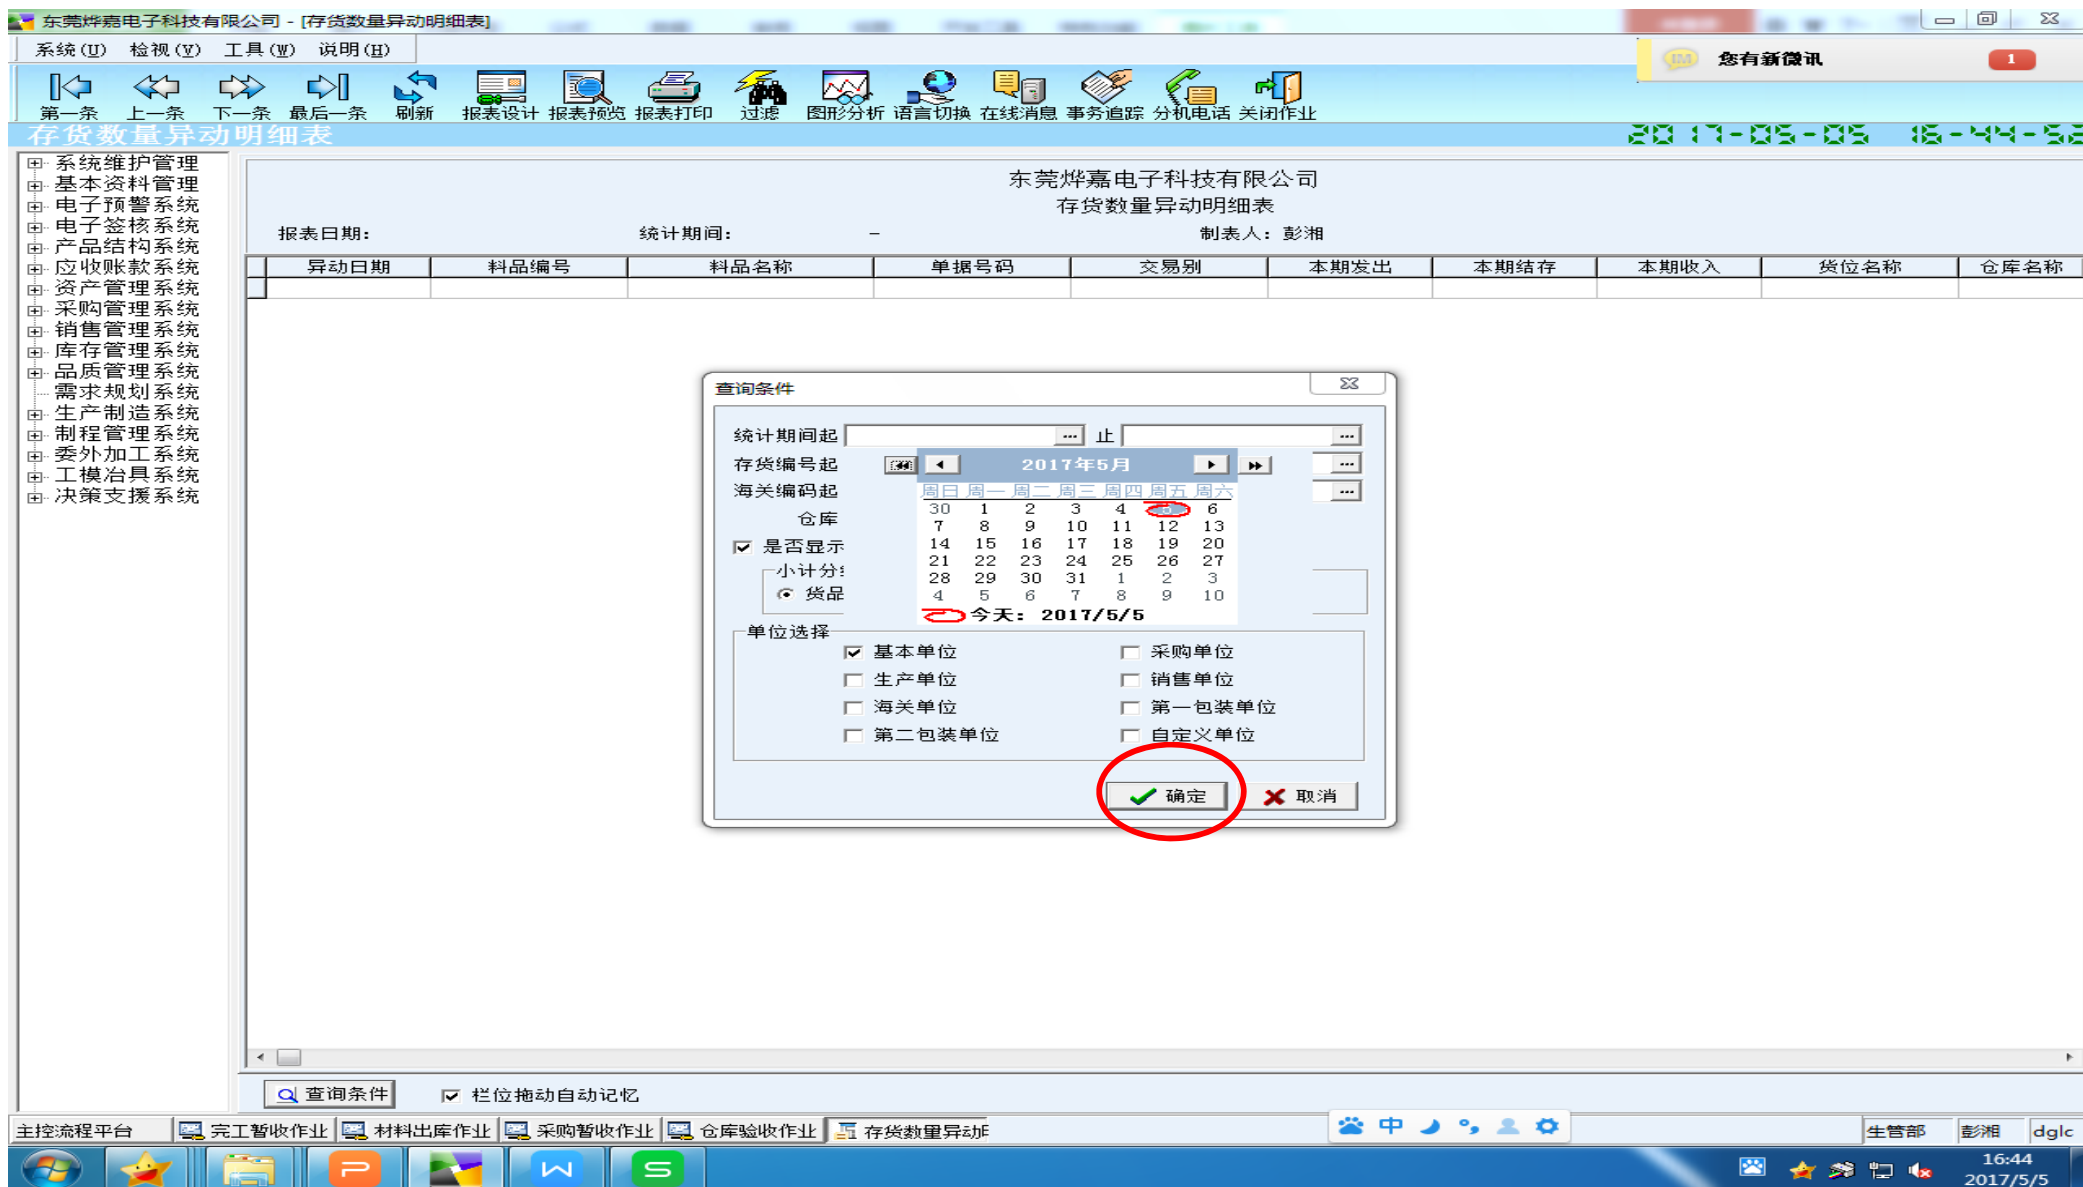 东莞烨嘉电子科技有限公司 - [存货数量异动明细表]
系统(U) 检视(V) 工具(W) 说明(H)
您有新微讯 1
第一条 上一条 下一条 最后一条 刷新 报表设计 报表预览 报表打印 过滤 图形分析 语言切换 在线消息 事务追踪 分机电话 关闭作业
存货数量异动明细表 2017-05-05 16-44-52
系统维护管理
基本资料管理
电子预警系统
电子签核系统
产品结构系统
应收账款系统
资产管理系统
采购管理系统
销售管理系统
库存管理系统
品质管理系统
需求规划系统
生产制造系统
制程管理系统
委外加工系统
工模治具系统
决策支援系统
东莞烨嘉电子科技有限公司
存货数量异动明细表
报表日期: 统计期间: - 制表人: 彭湘
异动日期 料品编号 料品名称 单据号码 交易别 本期发出 本期结存 本期收入 货位名称 仓库名称
查询条件
统计期间起 ... 止 ...
存货编号起 ...
海关编码起 ...
仓库
是否显示
小计分
货品
2017年5月
周日 周一 周二 周三 周四 周五 周六
30 1 2 3 4 5 6
7 8 9 10 11 12 13
14 15 16 17 18 19 20
21 22 23 24 25 26 27
28 29 30 31 1 2 3
4 5 6 7 8 9 10
今天: 2017/5/5
单位选择
基本单位 采购单位
生产单位 销售单位
海关单位 第一包装单位
第二包装单位 自定义单位
确定 取消
查询条件 栏位拖动自动记忆
主控流程平台 完工暂收作业 材料出库作业 采购暂收作业 仓库验收作业 存货数量异动 中 生管部 彭湘 dglc
16:44
2017/5/5